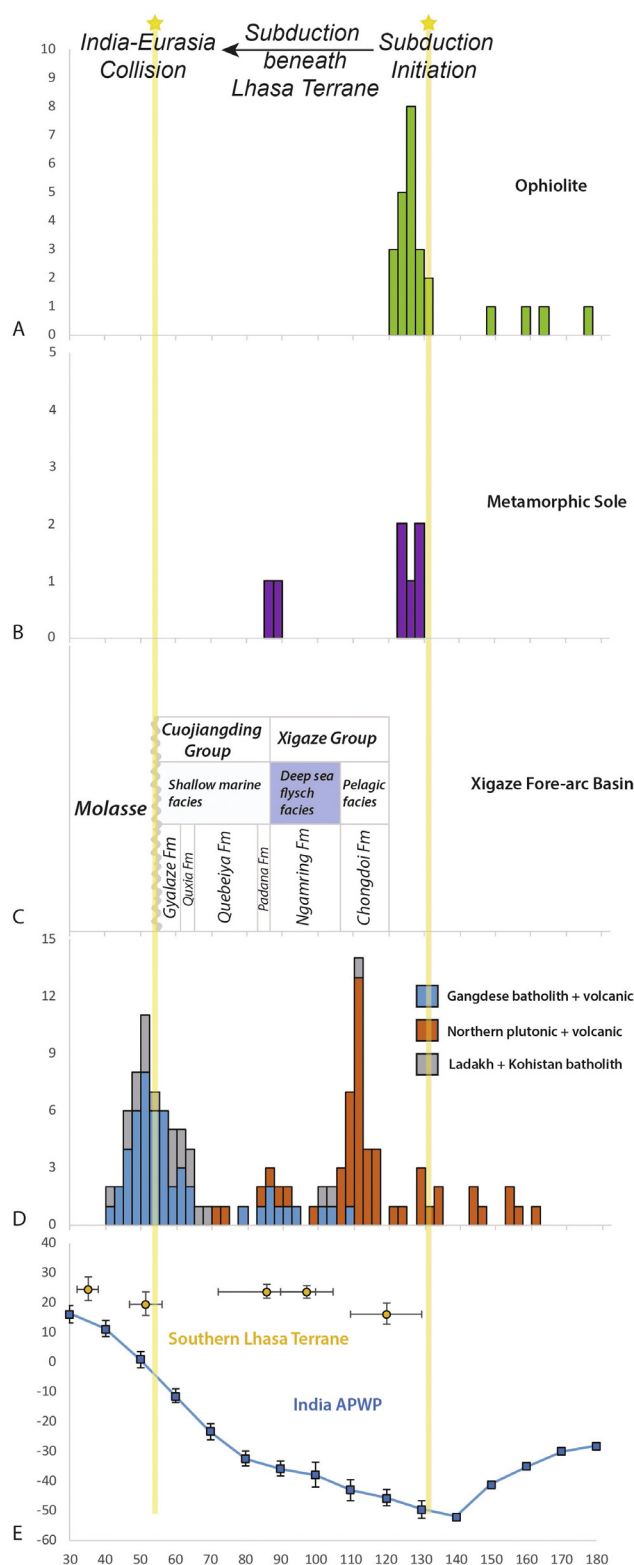 India-Eurasia
Collision
Subduction
beneath
Lhasa Terrane
Subduction
Initiation
10
9
8
7
6
5
4
3
2
1
0
Ophiolite
A
5
4
3
2
1
0
Metamorphic Sole
B
Cuojiangding
Group
Xigaze Group
Shallow marine
facies
Deep sea
flysch
facies
Pelagic
facies
Molasse
Xigaze Fore-arc Basin
Gyalaze Fm
Quxia Fm
Quebeiya Fm
Padana Fm
Ngamring Fm
Chongdoi Fm
C
15
12
9
6
3
0
Gangdese batholith + volcanic
Northern plutonic + volcanic
Ladakh + Kohistan batholith
D
40
30
20
10
0
-10
-20
-30
-40
-50
-60
Southern Lhasa Terrane
India APWP
E
30 40 50 60 70 80 90 100 110 120 130 140 150 160 170 180